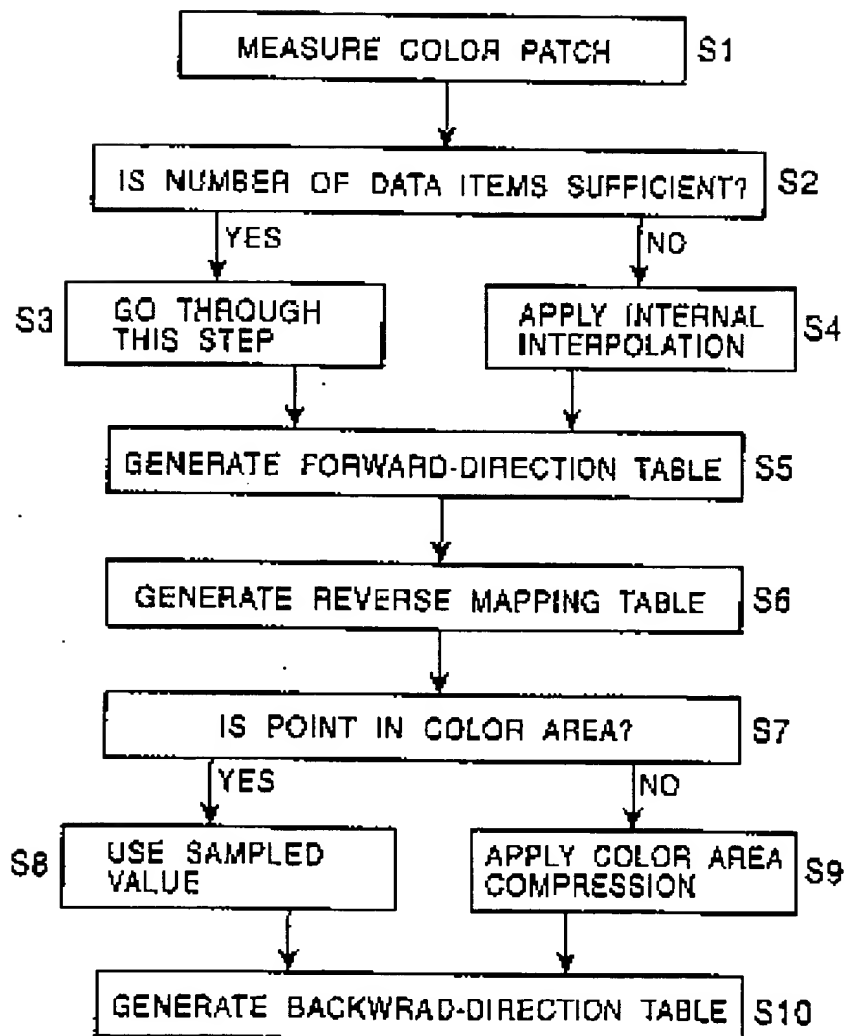 MEASURE COLOR PATCH S1
IS NUMBER OF DATA ITEMS SUFFICIENT? S2
YES NO
S3 GO THROUGH
THIS STEP
APPLY INTERNAL
INTERPOLATION S4
GENERATE FORWARD-DIRECTION TABLE S5
GENERATE REVERSE MAPPING TABLE S6
IS POINT IN COLOR AREA? S7
YES NO
S8 USE SAMPLED
VALUE
APPLY COLOR AREA
COMPRESSION S9
GENERATE BACKWRAD-DIRECTION TABLE S10